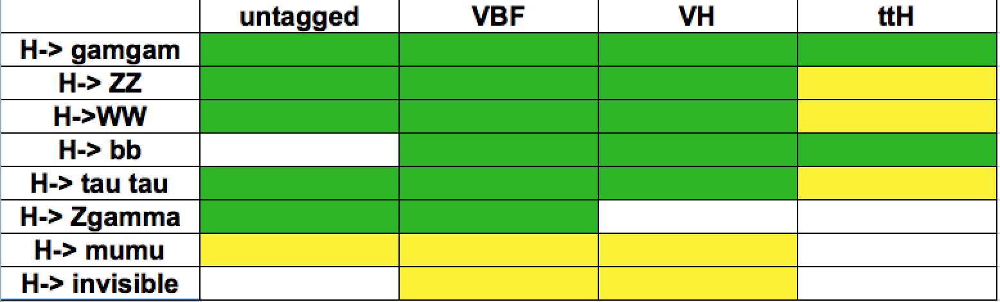 untagged VBF VH ttH
H-> gamgam
H-> ZZ
H->WW
H-> bb
H-> tau tau
H-> Zgamma
H-> mumu
H-> invisible